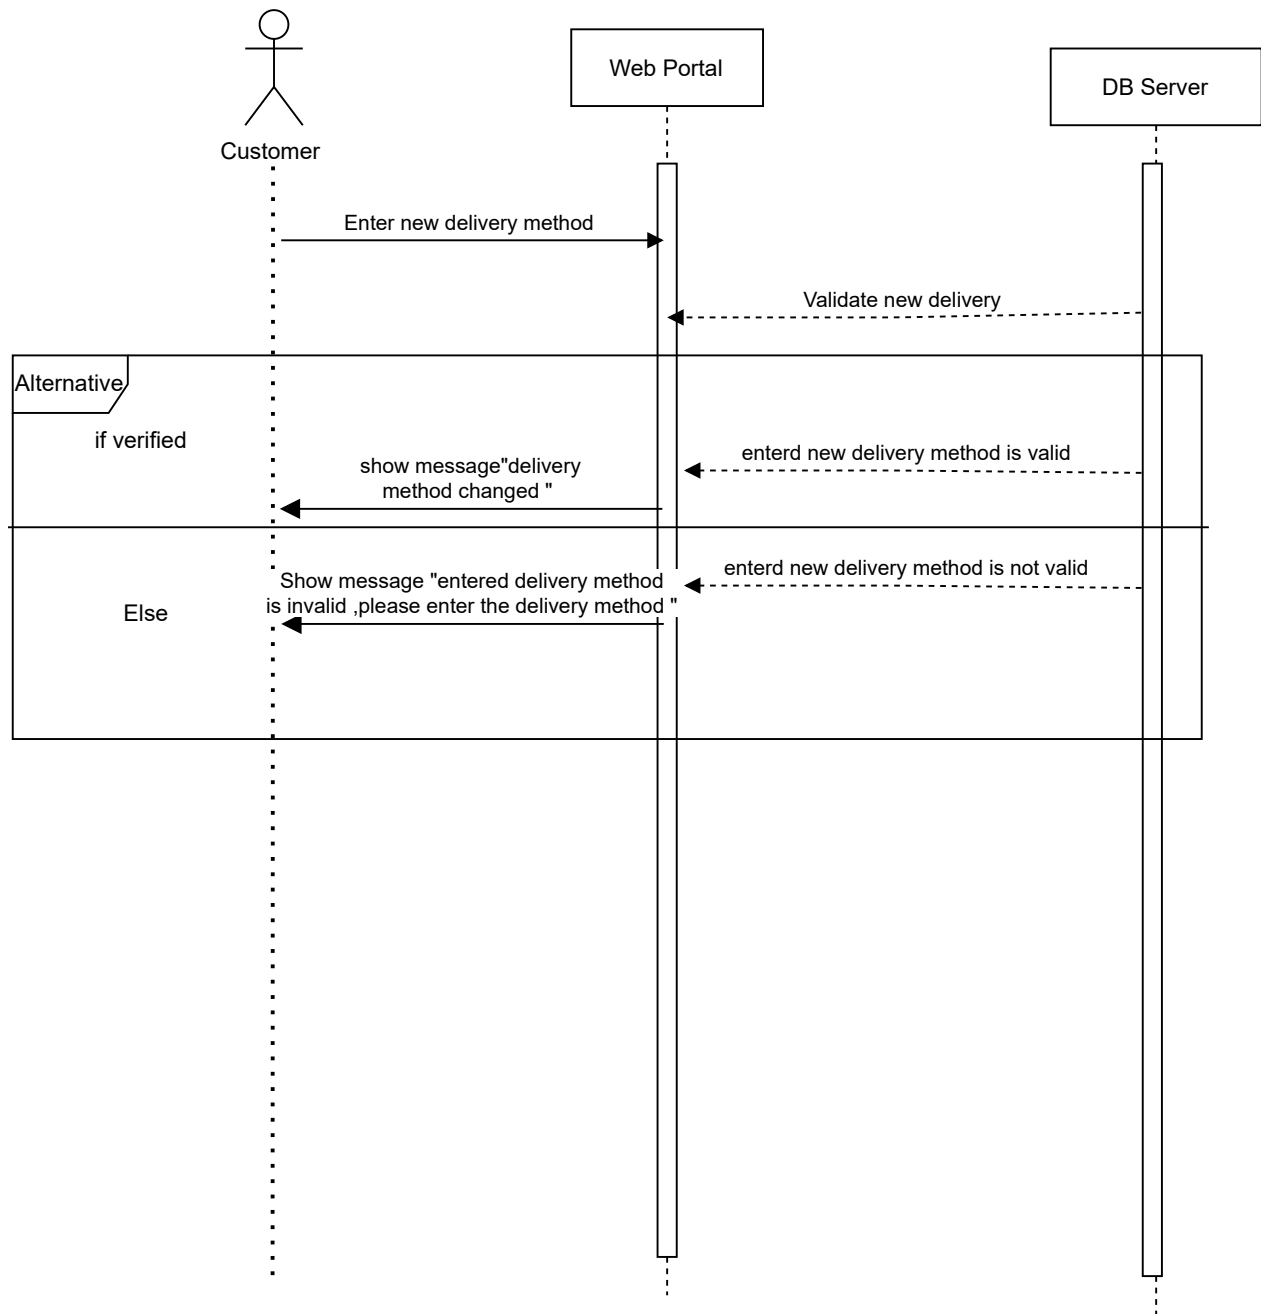 Web Portal
DB Server
Customer
Enter new delivery method
Validate new delivery
Alternative
if verified
enterd new delivery method is valid
show message"delivery
method changed "
enterd new delivery method is not valid
Show message "entered delivery method
is invalid ,please enter the delivery method "
Else